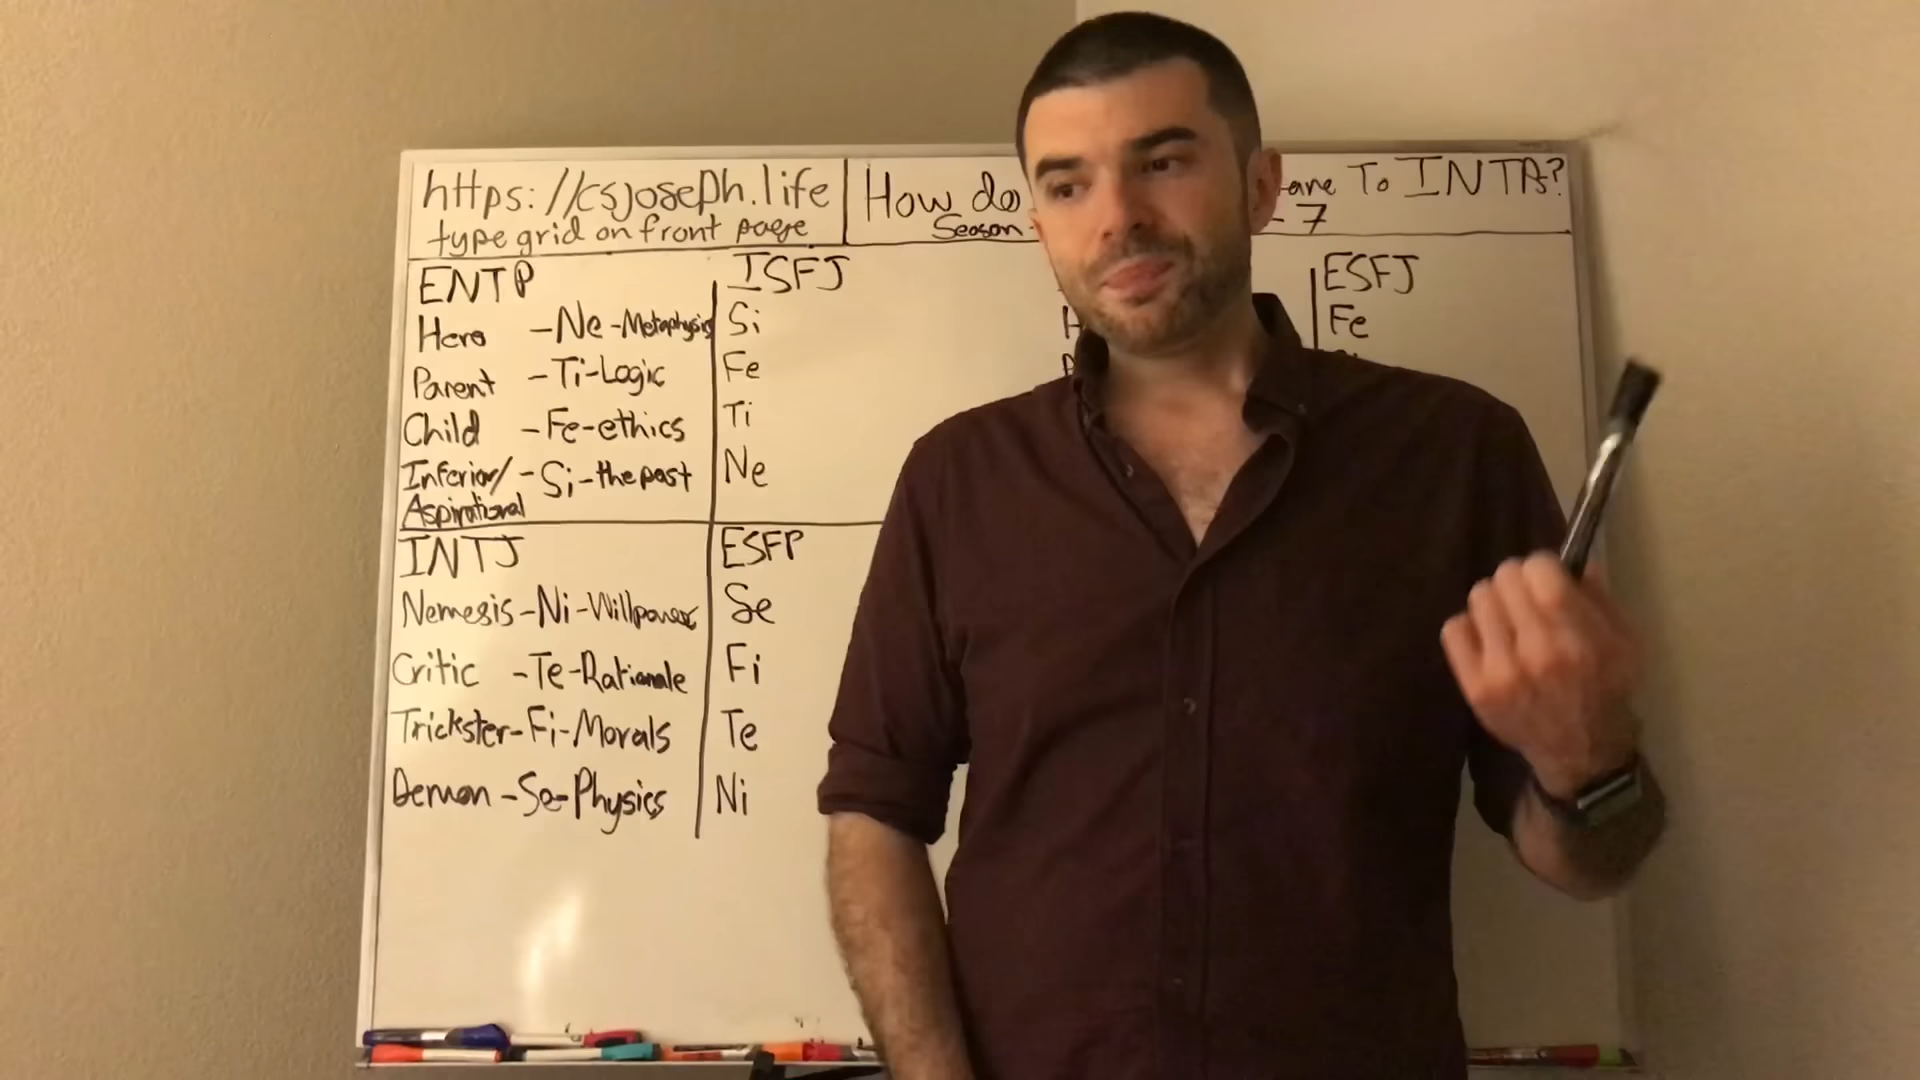 https://csjoseph.life
type grid on front page
How do
are To INTPs?
Season
- 7
ENTP
Hero - Ne - Metaphysics
Parent - Ti - Logic
Child - Fe - ethics
Inferior/ - Si - the past
Aspirational
ISFJ
Si
Fe
Ti
Ne
ESFJ
Fe
INTJ
Nemesis - Ni - Willpower
Critic - Te - Rationale
Trickster - Fi - Morals
Demon - Se - Physics
ESFP
Se
Fi
Te
Ni